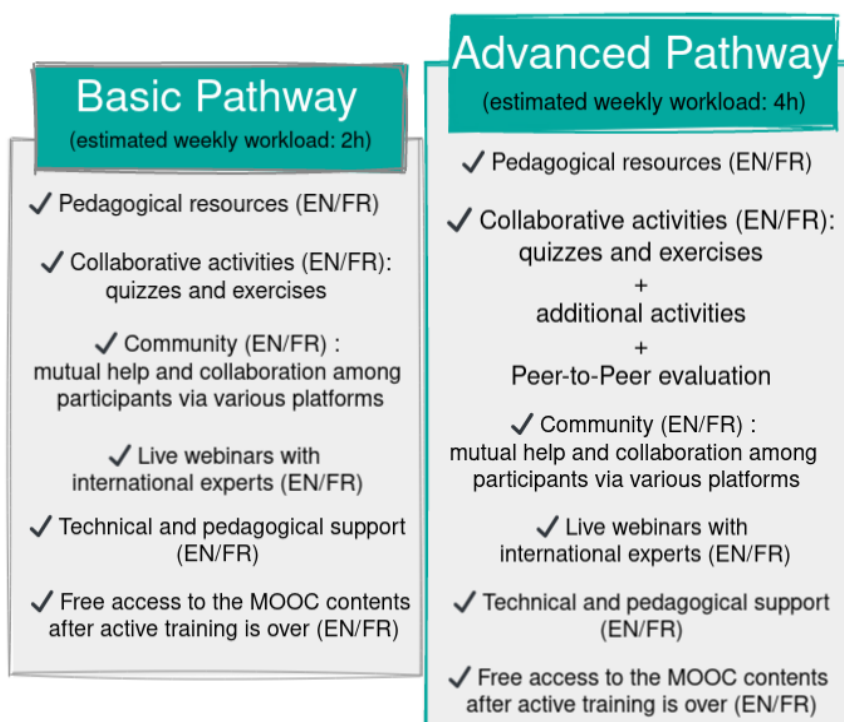 Basic Pathway
(estimated weekly workload: 2h)
✓ Pedagogical resources (EN/FR)
✓ Collaborative activities (EN/FR):
quizzes and exercises
✓ Community (EN/FR) :
mutual help and collaboration among
participants via various platforms
✓ Live webinars with
international experts (EN/FR)
✓ Technical and pedagogical support
(EN/FR)
✓ Free access to the MOOC contents
after active training is over (EN/FR)
Advanced Pathway
(estimated weekly workload: 4h)
✓ Pedagogical resources (EN/FR)
✓ Collaborative activities (EN/FR):
quizzes and exercises
+
additional activities
+
Peer-to-Peer evaluation
✓ Community (EN/FR) :
mutual help and collaboration among
participants via various platforms
✓ Live webinars with
international experts (EN/FR)
✓ Technical and pedagogical support
(EN/FR)
✓ Free access to the MOOC contents
after active training is over (EN/FR)